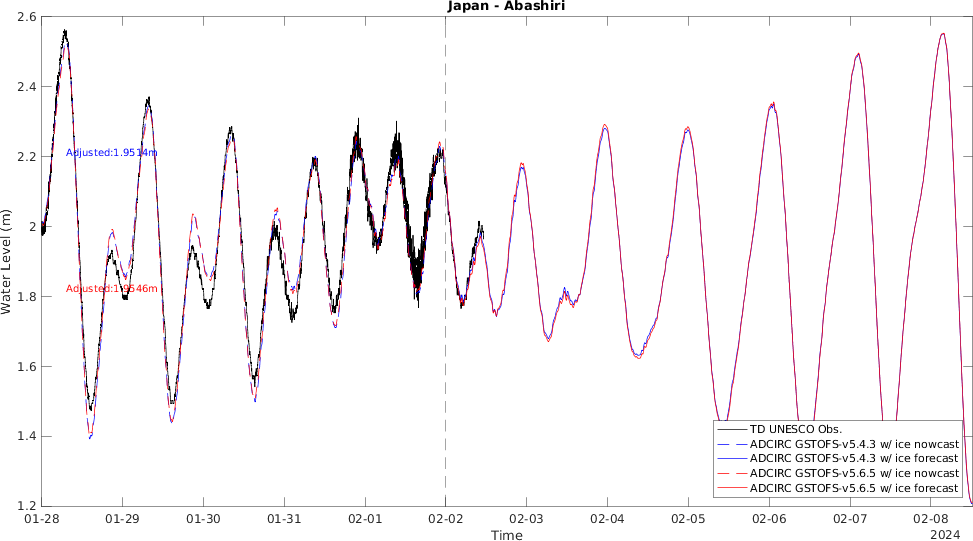 Japan - Abashiri
2.6
2.4
2.2
2
1.8
1.6
1.4
1.2
Water Level (m)
Adjusted:1.9514m
Adjusted:1.9546m
TD UNESCO Obs.
ADCIRC GSTOFS-v5.4.3 w/ ice nowcast
ADCIRC GSTOFS-v5.4.3 w/ ice forecast
ADCIRC GSTOFS-v5.6.5 w/ ice nowcast
ADCIRC GSTOFS-v5.6.5 w/ ice forecast
01-28 01-29 01-30 01-31 02-01 02-02 02-03 02-04 02-05 02-06 02-07 02-08
Time
2024